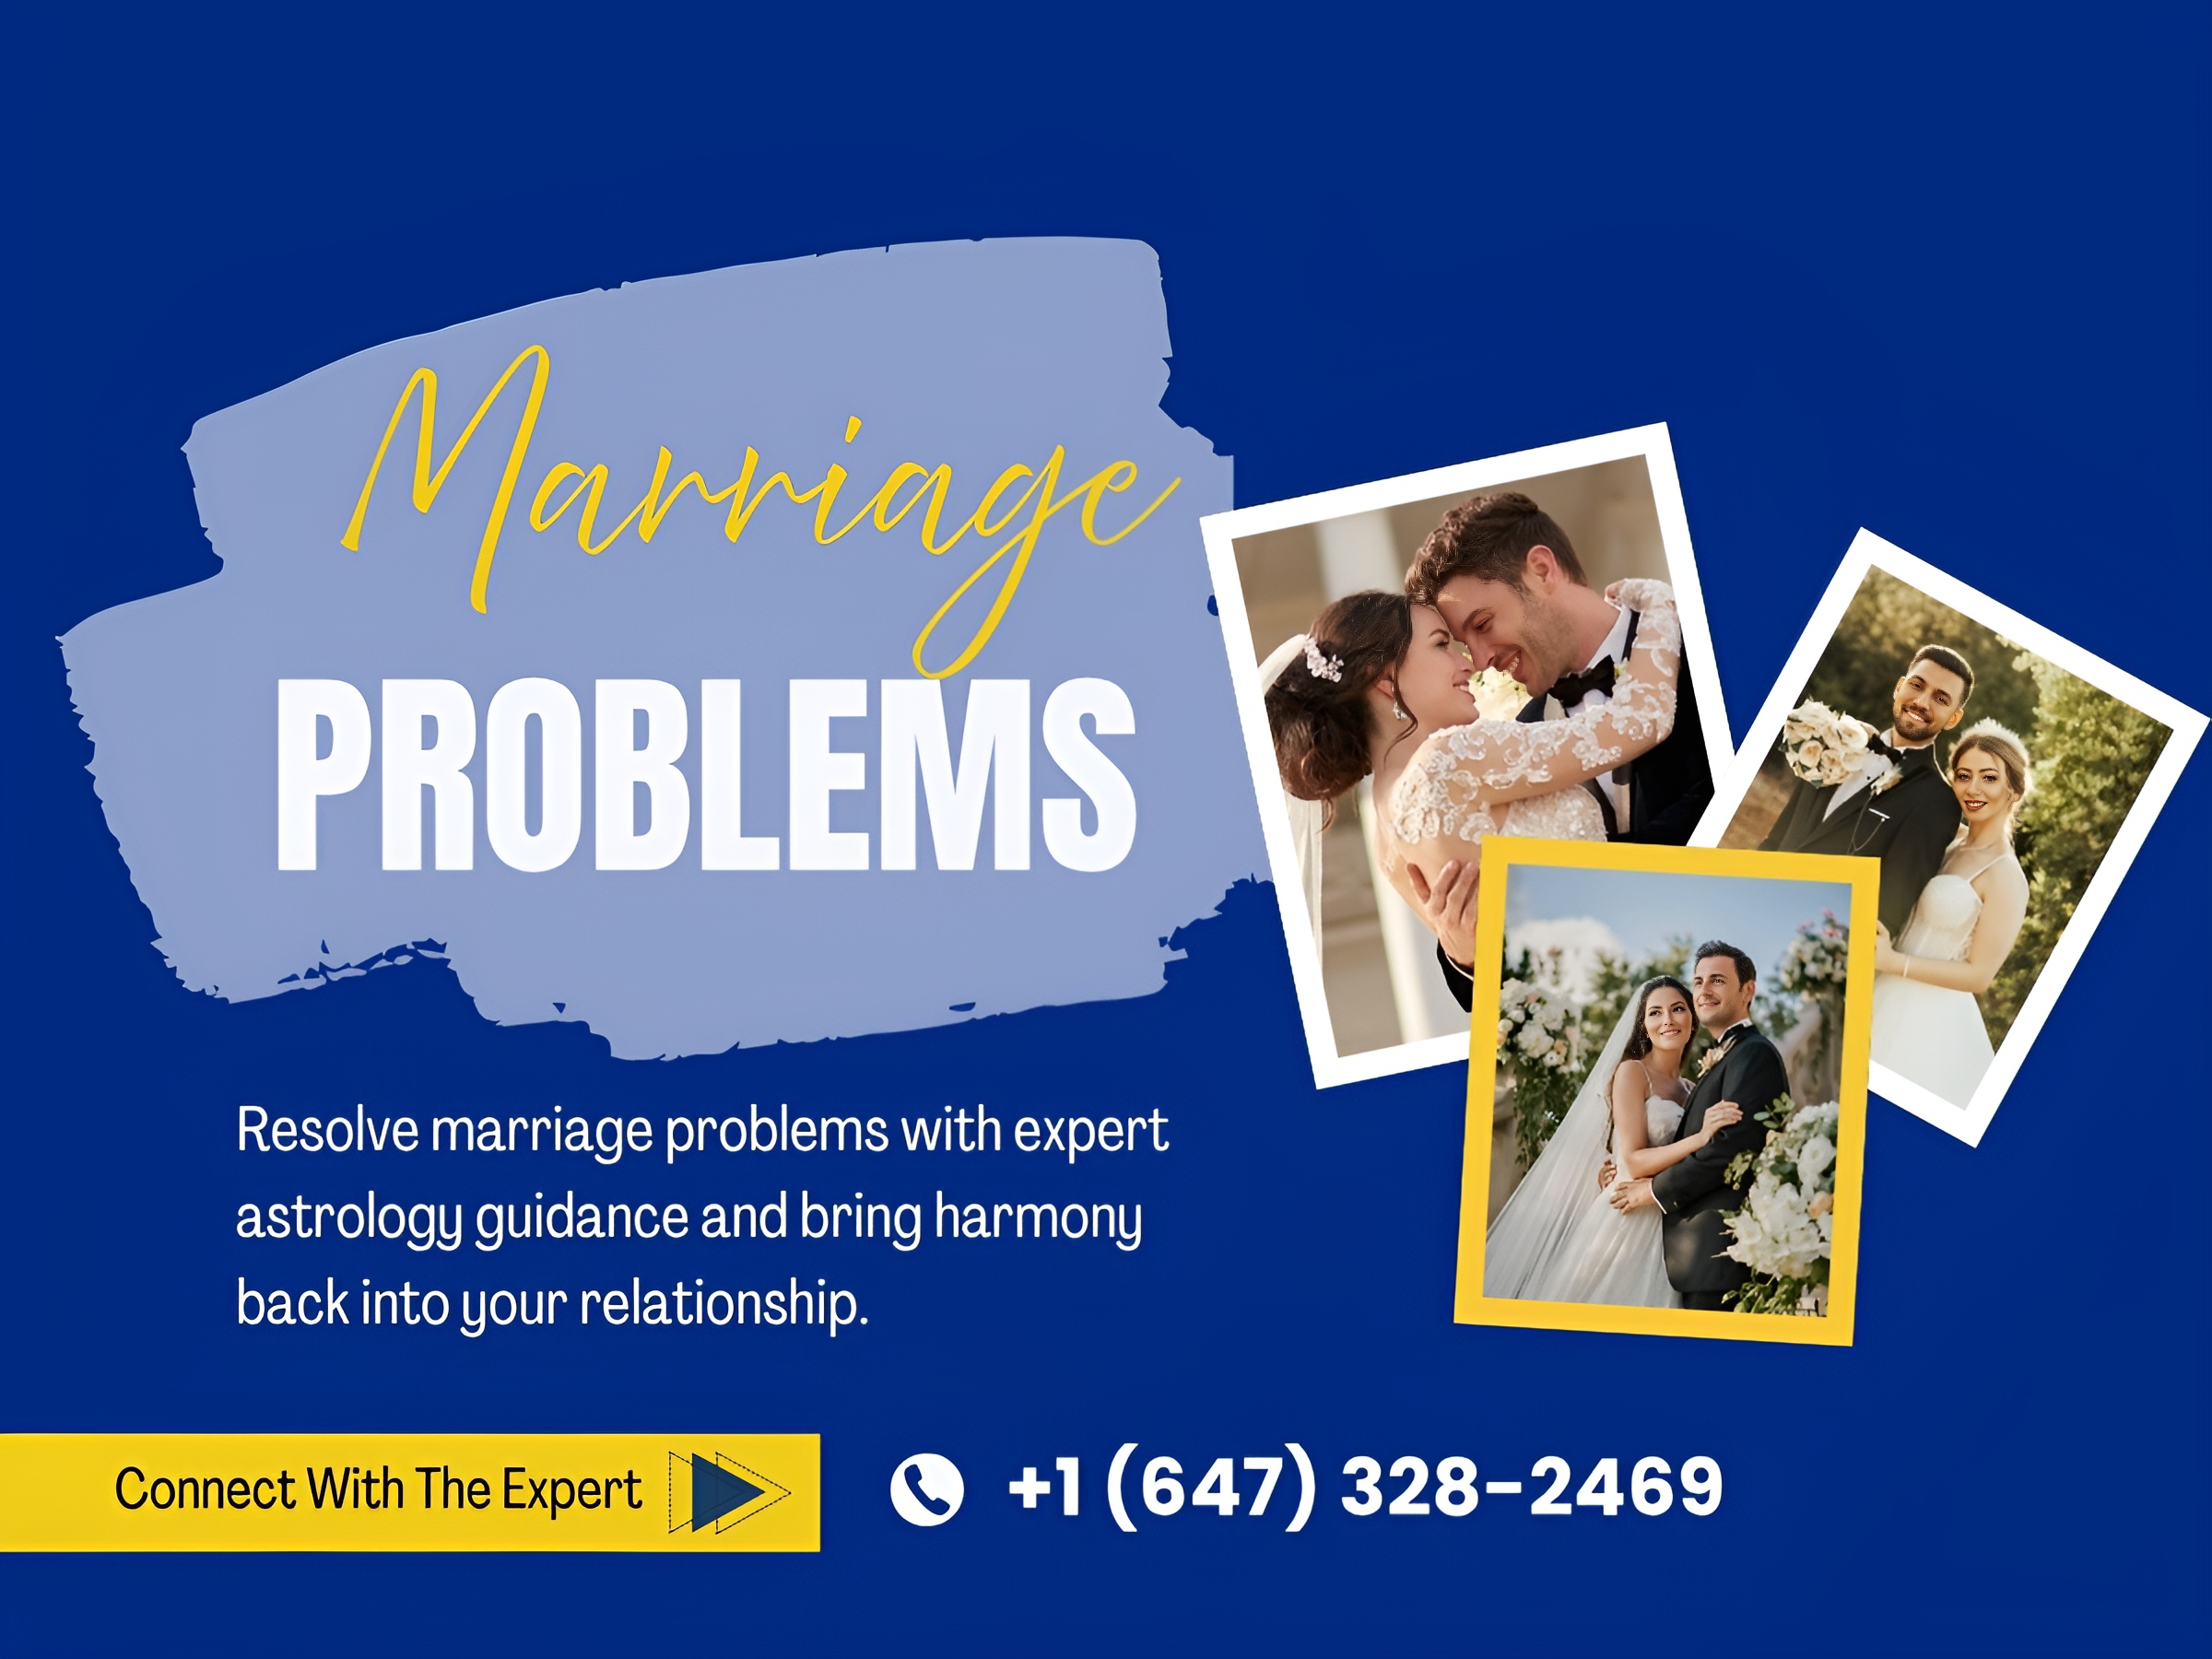 Marriage
PROBLEMS
Resolve marriage problems with expert
astrology guidance and bring harmony
back into your relationship.
Connect With The Expert
+1 (647) 328-2469